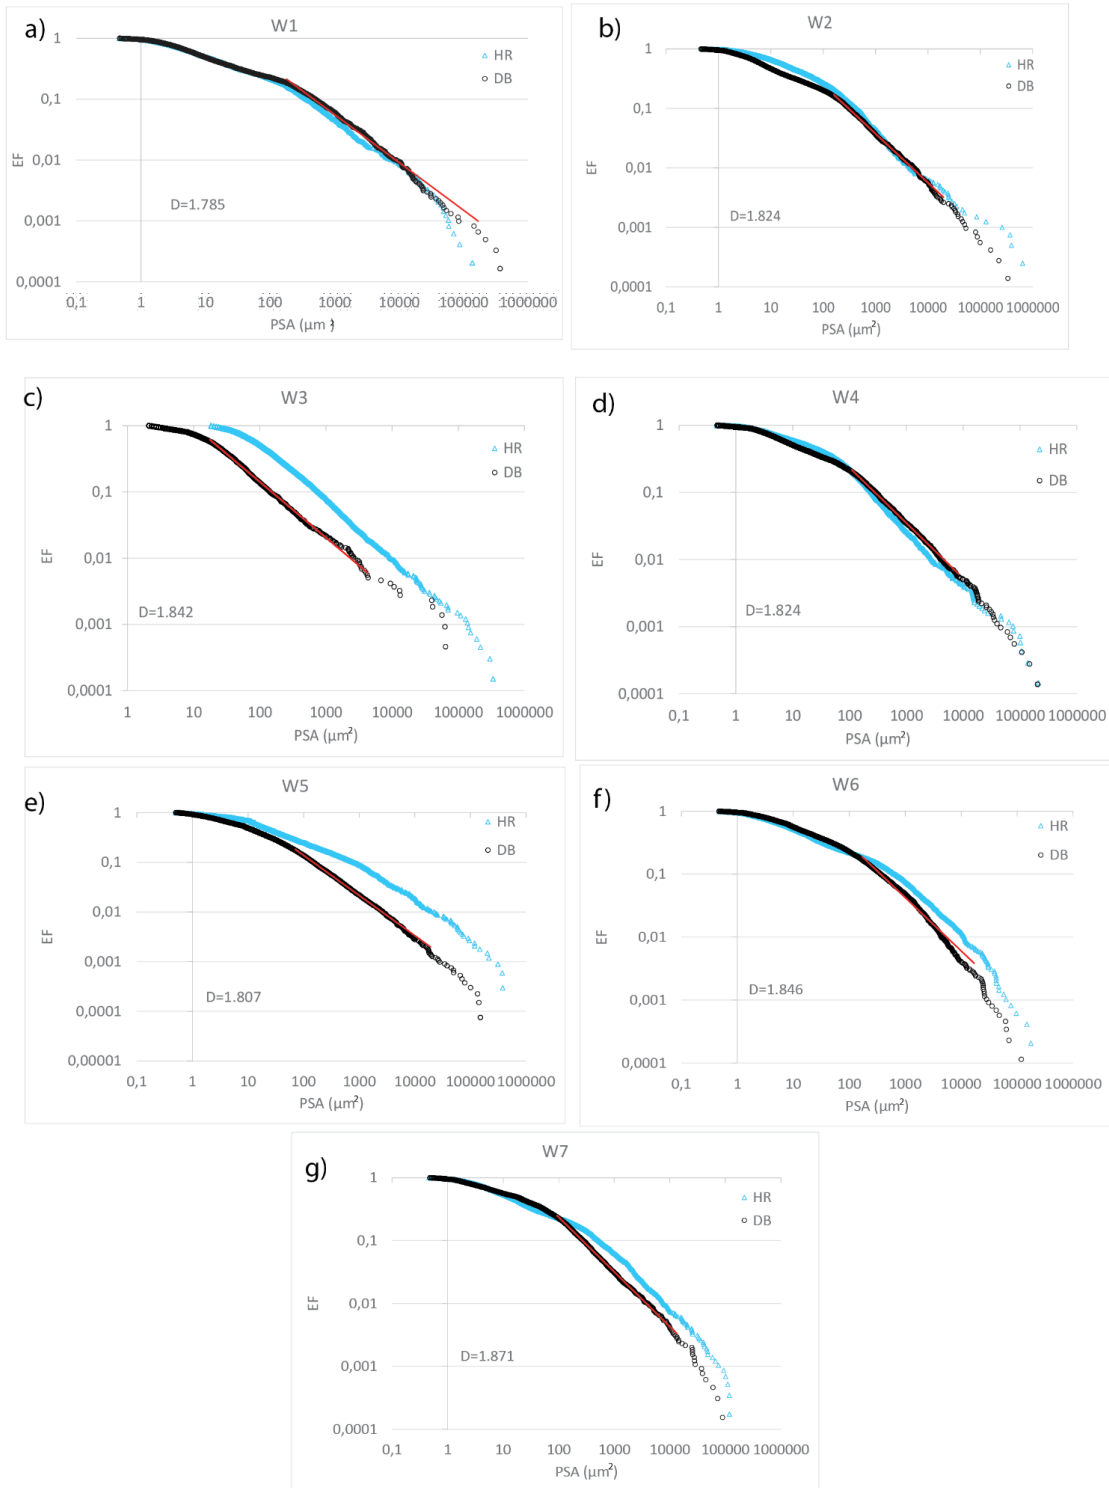 a)
W1
HR
DB
1
0,1
0,01
0,001
0,0001
EF
D=1.785
0,1 1 10 100 1000 10000 100000 1000000
PSA (µm²)
b)
W2
HR
DB
1
0,1
0,01
0,001
0,0001
EF
D=1.824
0,1 1 10 100 1000 10000 100000 1000000
PSA (µm²)
c)
W3
HR
DB
1
0,1
0,01
0,001
0,0001
EF
D=1.842
1 10 100 1000 10000 100000 1000000
PSA (µm²)
d)
W4
HR
DB
1
0,1
0,01
0,001
0,0001
EF
D=1.824
0,1 1 10 100 1000 10000 100000 1000000
PSA (µm²)
e)
W5
HR
DB
1
0,1
0,01
0,001
0,0001
0,00001
EF
D=1.807
0,1 1 10 100 1000 10000 100000 1000000
PSA (µm²)
f)
W6
HR
DB
1
0,1
0,01
0,001
0,0001
EF
D=1.846
0,1 1 10 100 1000 10000 100000 1000000
PSA (µm²)
g)
W7
HR
DB
1
0,1
0,01
0,001
0,0001
EF
D=1.871
0,1 1 10 100 1000 10000 100000 1000000
PSA (µm²)